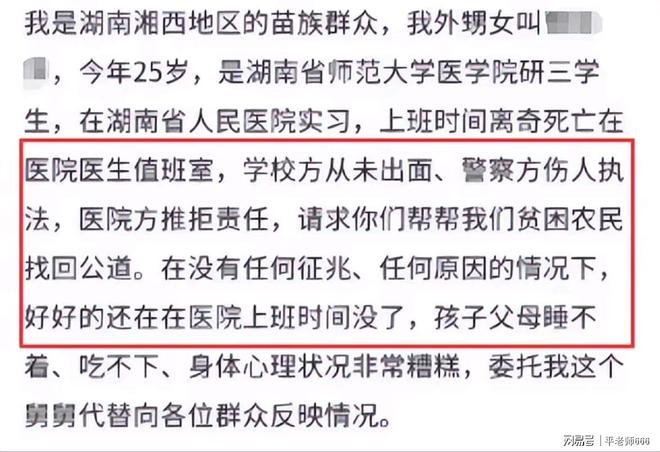 我是湖南湘西地区的苗族群众，我外甥女叫
，今年25岁，是湖南省师范大学医学院研三学
生，在湖南省人民医院实习，上班时间离奇死亡在
医院医生值班室，学校方从未出面、警察方伤人执
法，医院方推拒责任，请求你们帮帮我们贫困农民
找回公道。在没有任何征兆、任何原因的情况下，
好好的还在在医院上班时间没了，孩子父母睡不
着、吃不下、身体心理状况非常糟糕，委托我这个
舅舅代替向各位群众反映情况。
网易号 | 平老师666